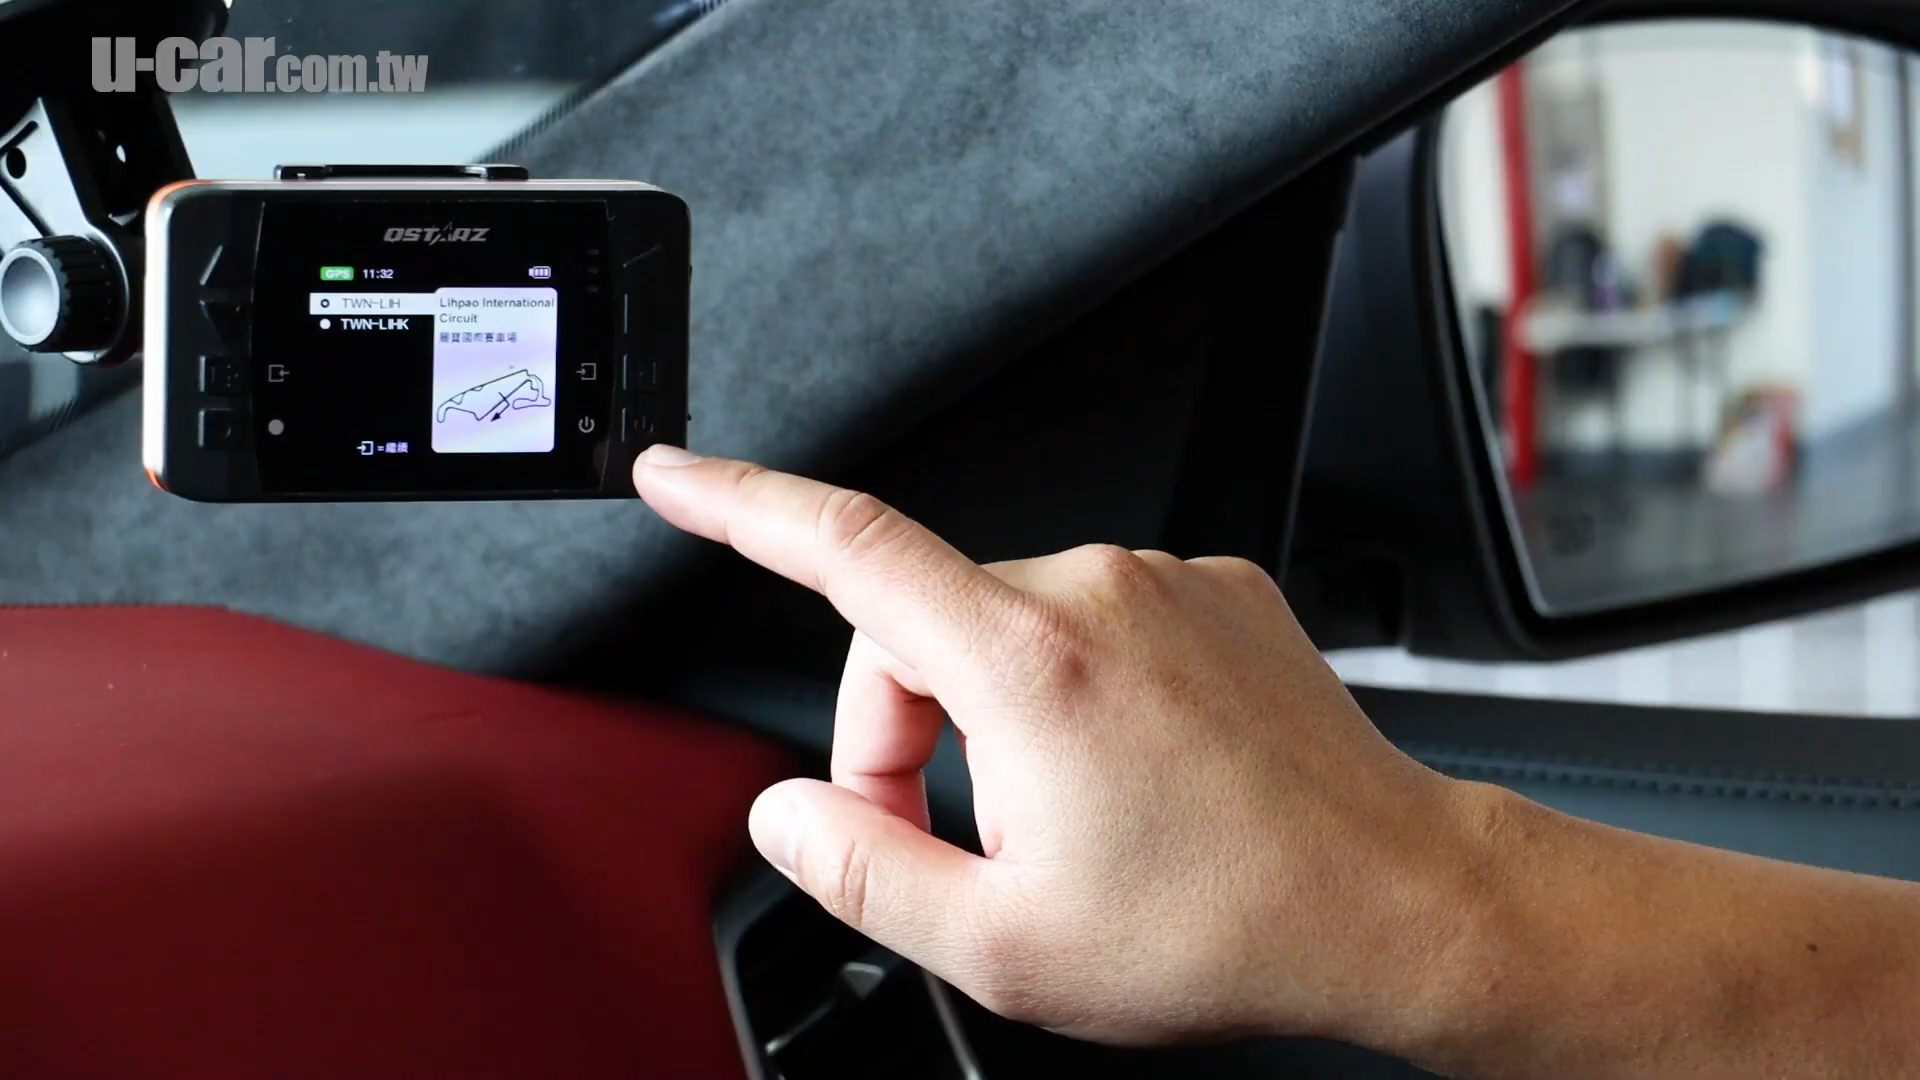 u-car.com.tw
QSTARZ
GPS 11:32
TWN-LIH
TWN-LIHK
Lihpao International
Circuit
麗寶國際賽車場
=繼續